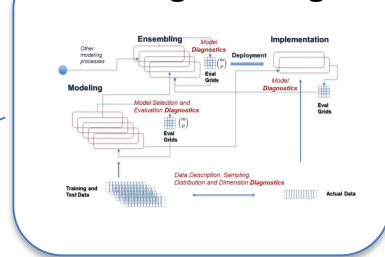 Ensembling
Implementation
Other
modeling
processes
Model
Diagnostics
Deployment
(m p)
Eval
Grids
Model
Diagnostics
Eval
Grids
Modeling
Model Selection and
Evaluation Diagnostics
(m p)
Eval
Grids
Data Description, Sampling,
Distribution and Dimension Diagnostics
Training and
Test Data
Actual Data